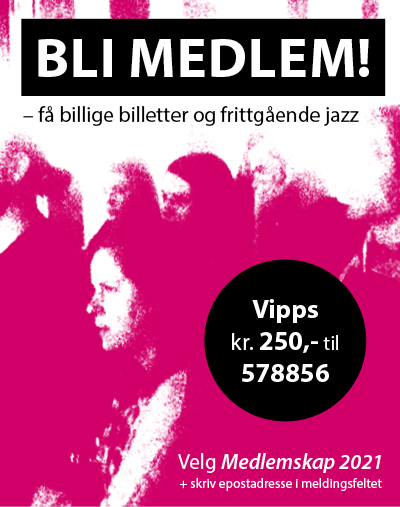 BLI MEDLEM!
– få billige billetter og frittgående jazz
Vipps
kr. 250,- til
578856
Velg Medlemskap 2021
+ skriv epostadresse i meldingsfeltet